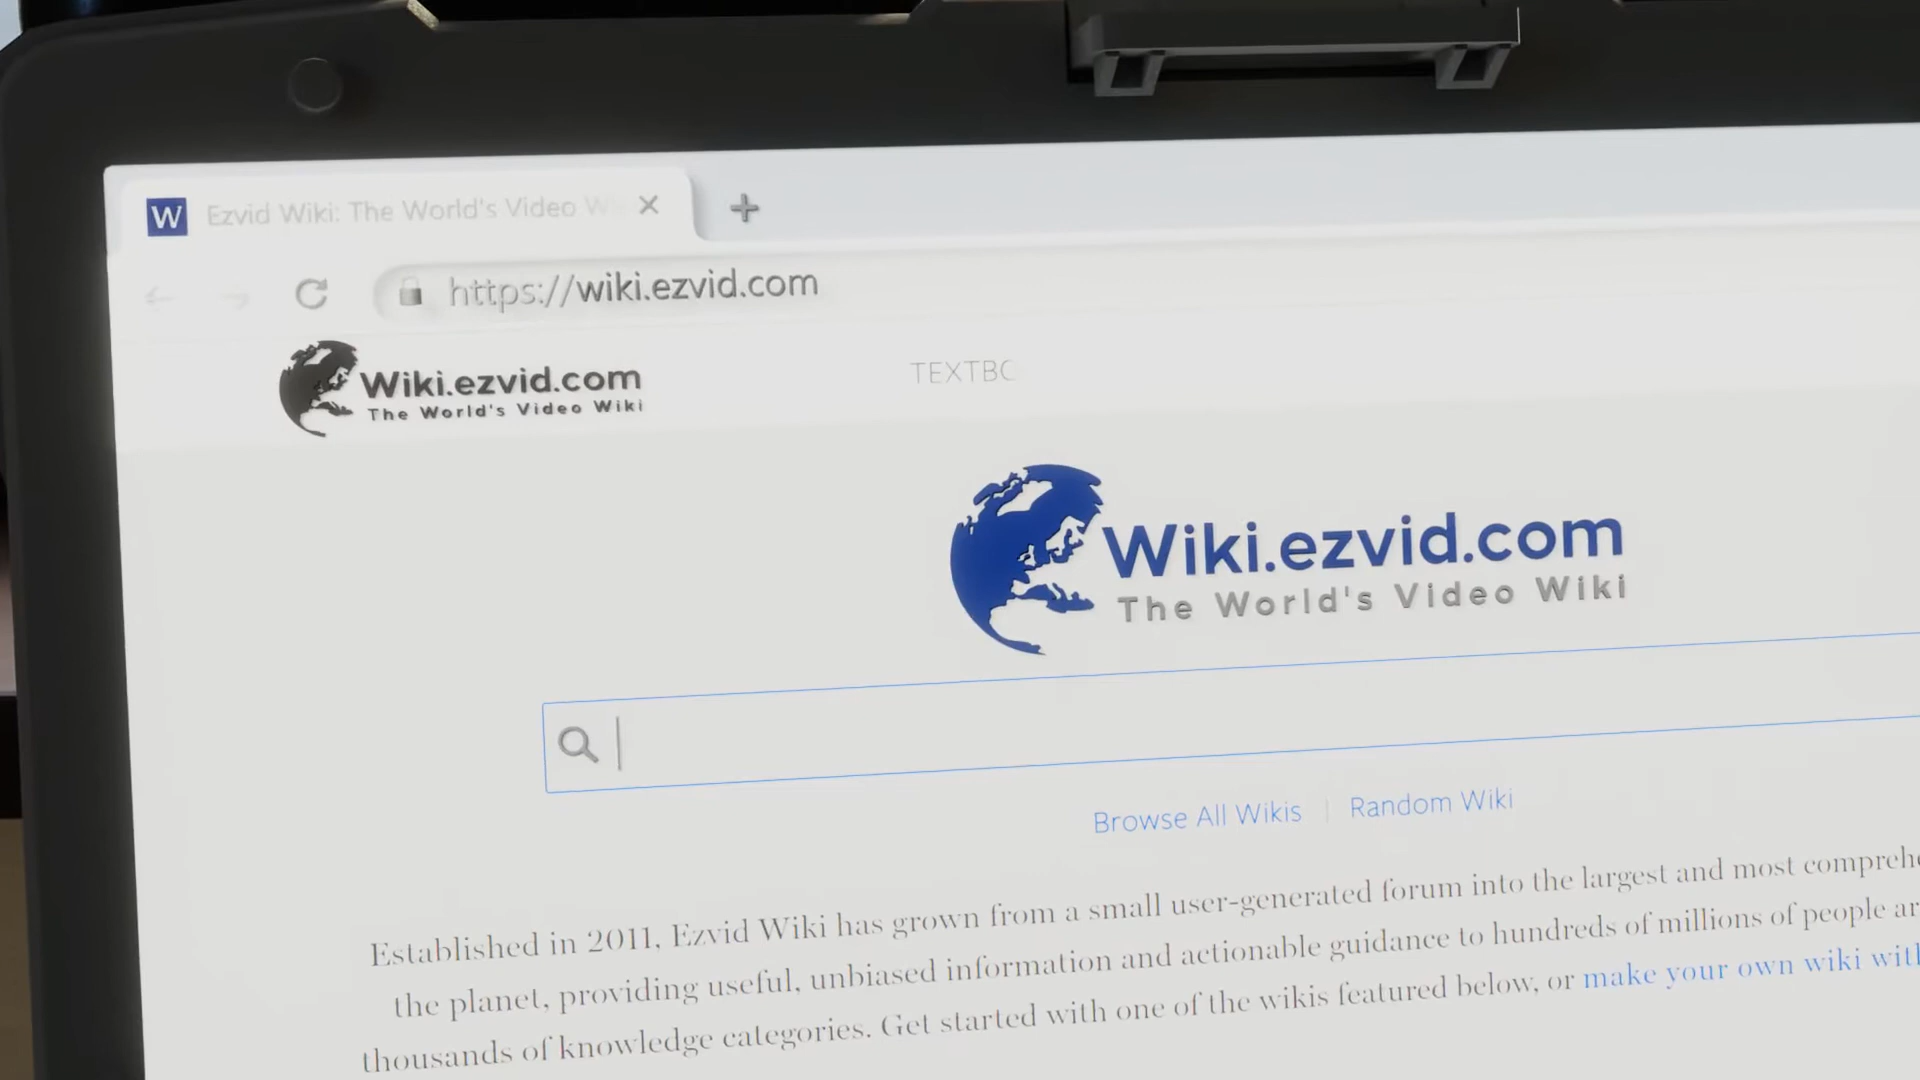 W Ezvid Wiki: The World's Video W
https://wiki.ezvid.com
Wiki.ezvid.com
The World's Video Wiki
TEXTBC
Wiki.ezvid.com
The World's Video Wiki
Browse All Wikis | Random Wiki
Established in 2011, Ezvid Wiki has grown from a small user-generated forum into the largest and most compreh
the planet, providing useful, unbiased information and actionable guidance to hundreds of millions of people ar
thousands of knowledge categories. Get started with one of the wikis featured below, or make your own wiki with